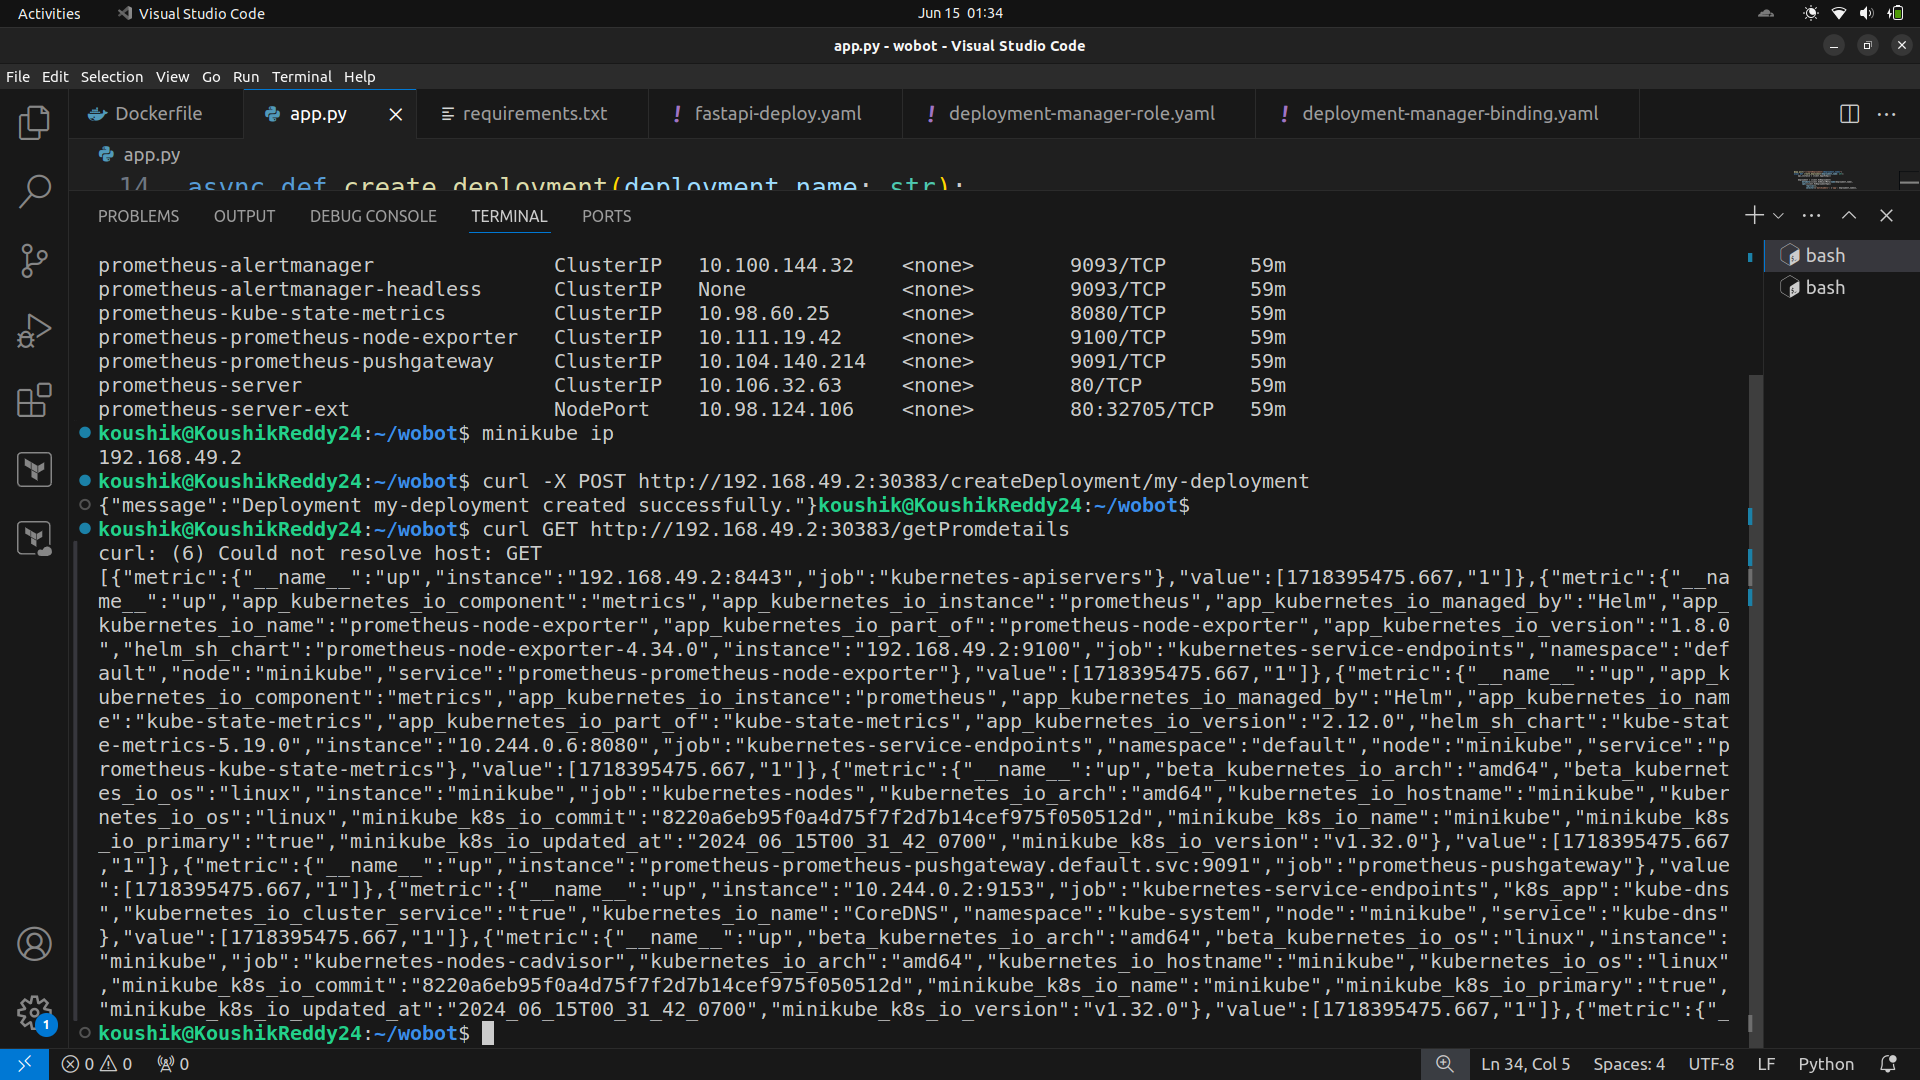 Activities
Visual Studio Code
Jun 15 01:34
app.py - wobot - Visual Studio Code
File Edit Selection View Go Run Terminal Help
Dockerfile
app.py
requirements.txt
! fastapi-deploy.yaml
! deployment-manager-role.yaml
! deployment-manager-binding.yaml
app.py
14 async def create_deployment(deployment_name: str):
PROBLEMS OUTPUT DEBUG CONSOLE TERMINAL PORTS
bash
bash
prometheus-alertmanager ClusterIP 10.100.144.32 <none> 9093/TCP 59m
prometheus-alertmanager-headless ClusterIP None <none> 9093/TCP 59m
prometheus-kube-state-metrics ClusterIP 10.98.60.25 <none> 8080/TCP 59m
prometheus-prometheus-node-exporter ClusterIP 10.111.19.42 <none> 9100/TCP 59m
prometheus-prometheus-pushgateway ClusterIP 10.104.140.214 <none> 9091/TCP 59m
prometheus-server ClusterIP 10.106.32.63 <none> 80/TCP 59m
prometheus-server-ext NodePort 10.98.124.106 <none> 80:32705/TCP 59m
koushik@KoushikReddy24:~/wobot$ minikube ip
192.168.49.2
koushik@KoushikReddy24:~/wobot$ curl -X POST http://192.168.49.2:30383/createDeployment/my-deployment
{"message":"Deployment my-deployment created successfully."}koushik@KoushikReddy24:~/wobot$
koushik@KoushikReddy24:~/wobot$ curl GET http://192.168.49.2:30383/getPromdetails
curl: (6) Could not resolve host: GET
[{"metric":{"__name__":"up","instance":"192.168.49.2:8443","job":"kubernetes-apiservers"},"value":[1718395475.667,"1"]},{"metric":{"__na
me__":"up","app_kubernetes_io_component":"metrics","app_kubernetes_io_instance":"prometheus","app_kubernetes_io_managed_by":"Helm","app_
kubernetes_io_name":"prometheus-node-exporter","app_kubernetes_io_part_of":"prometheus-node-exporter","app_kubernetes_io_version":"1.8.0
","helm_sh_chart":"prometheus-node-exporter-4.34.0","instance":"192.168.49.2:9100","job":"kubernetes-service-endpoints","namespace":"def
ault","node":"minikube","service":"prometheus-prometheus-node-exporter"},"value":[1718395475.667,"1"]},{"metric":{"__name__":"up","app_k
ubernetes_io_component":"metrics","app_kubernetes_io_instance":"prometheus","app_kubernetes_io_managed_by":"Helm","app_kubernetes_io_nam
e":"kube-state-metrics","app_kubernetes_io_part_of":"kube-state-metrics","app_kubernetes_io_version":"2.12.0","helm_sh_chart":"kube-stat
e-metrics-5.19.0","instance":"10.244.0.6:8080","job":"kubernetes-service-endpoints","namespace":"default","node":"minikube","service":"p
rometheus-kube-state-metrics"},"value":[1718395475.667,"1"]},{"metric":{"__name__":"up","beta_kubernetes_io_arch":"amd64","beta_kubernet
es_io_os":"linux","instance":"minikube","job":"kubernetes-nodes","kubernetes_io_arch":"amd64","kubernetes_io_hostname":"minikube","kuber
netes_io_os":"linux","minikube_k8s_io_commit":"8220a6eb95f0a4d75f7f2d7b14cef975f050512d","minikube_k8s_io_name":"minikube","minikube_k8s
_io_primary":"true","minikube_k8s_io_updated_at":"2024_06_15T00_31_42_0700","minikube_k8s_io_version":"v1.32.0"},"value":[1718395475.667
,"1"]},{"metric":{"__name__":"up","instance":"prometheus-prometheus-pushgateway.default.svc:9091","job":"prometheus-pushgateway"},"value
":[1718395475.667,"1"]},{"metric":{"__name__":"up","instance":"10.244.0.2:9153","job":"kubernetes-service-endpoints","k8s_app":"kube-dns
","kubernetes_io_cluster_service":"true","kubernetes_io_name":"CoreDNS","namespace":"kube-system","node":"minikube","service":"kube-dns"
},"value":[1718395475.667,"1"]},{"metric":{"__name__":"up","beta_kubernetes_io_arch":"amd64","beta_kubernetes_io_os":"linux","instance":
"minikube","job":"kubernetes-nodes-cadvisor","kubernetes_io_arch":"amd64","kubernetes_io_hostname":"minikube","kubernetes_io_os":"linux"
,"minikube_k8s_io_commit":"8220a6eb95f0a4d75f7f2d7b14cef975f050512d","minikube_k8s_io_name":"minikube","minikube_k8s_io_primary":"true",
"minikube_k8s_io_updated_at":"2024_06_15T00_31_42_0700","minikube_k8s_io_version":"v1.32.0"},"value":[1718395475.667,"1"]},{"metric":{"_
koushik@KoushikReddy24:~/wobot$
1
0 0 0
Ln 34, Col 5 Spaces: 4 UTF-8 LF Python